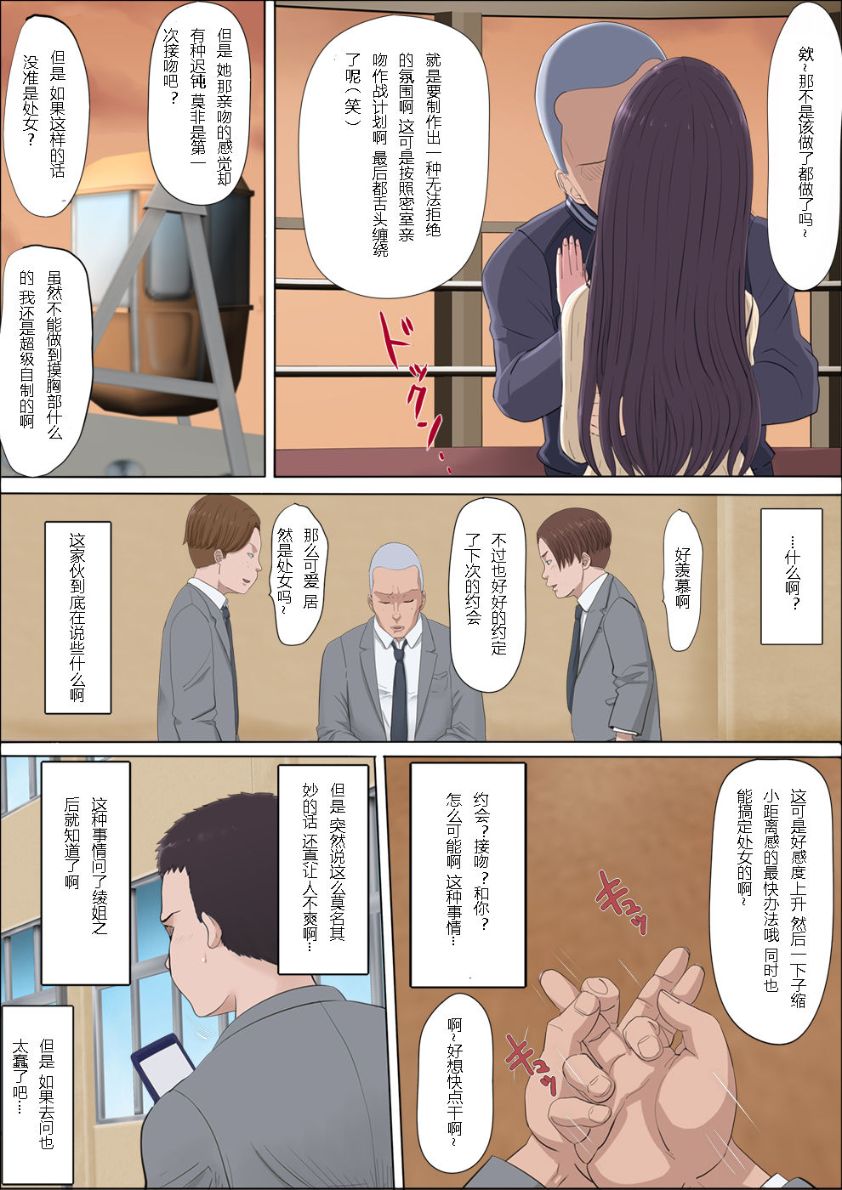 欸~那不是该做了都做了吗~
就是要制作出一种无法拒绝
的氛围啊 这可是按照密室亲
吻作战计划啊 最后都舌头缠绕
了呢(笑)
ドックン..
但是 她那亲吻的感觉却
有种迟钝 莫非是第一
次接吻吧?
但是 如果这样的话
没准是处女?
虽然不能做到摸胸部什么
的 我还是超级自制的啊
...什么啊?
好羡慕啊
不过也好好的约定
了下次的约会
那么可爱 居
然是处女吗~
这家伙到底在说些什么啊
这可是好感度上升 然后一下子缩
小距离感的最快办法哦 同时也
能搞定处女的啊~
キュッ
キュッ
啊~好想快点干啊~
约会?接吻?和你?
怎么可能啊 这种事情...
但是 突然说这么莫名其
妙的话 还真让人不爽啊...
这种事情问了绫姐之
后就知道了啊
但是 如果去问也
太蠢了吧...